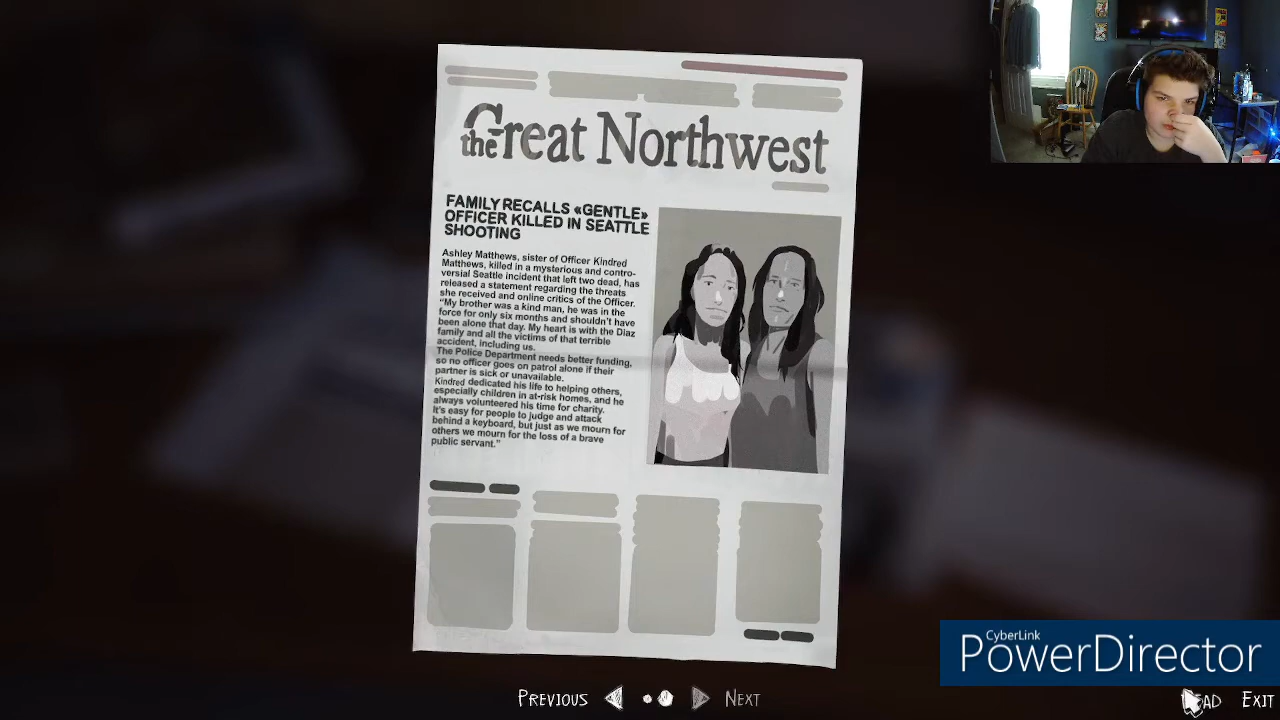 the Great Northwest
FAMILY RECALLS «GENTLE»
OFFICER KILLED IN SEATTLE
SHOOTING
Ashley Matthews, sister of Officer Kindred
Matthews, killed in a mysterious and contro-
versial Seattle incident that left two dead, has
released a statement regarding the threats
she received and online critics of the Officer.
"My brother was a kind man, he was in the
force for only six months and shouldn't have
been alone that day. My heart is with the Diaz
family and all the victims of that terrible
accident, including us.
The Police Department needs better funding,
so no officer goes on patrol alone if their
partner is sick or unavailable.
Kindred dedicated his life to helping others,
especially children in at-risk homes, and he
always volunteered his time for charity.
It's easy for people to judge and attack
behind a keyboard, but just as we mourn for
others we mourn for the loss of a brave
public servant."
CyberLink
PowerDirector
PREVIOUS NEXT
EXIT